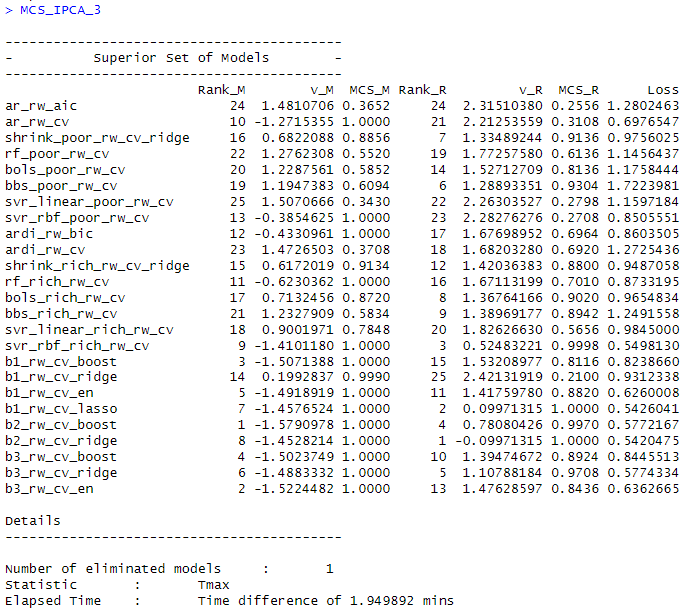 > MCS_IPCA_3
------------------------------------------
-          Superior Set of Models        -
------------------------------------------
                        Rank_M        v_M  MCS_M Rank_R         v_R  MCS_R      Loss
ar_rw_aic                   24  1.4810706 0.3652     24  2.31510380 0.2556 1.2802463
ar_rw_cv                    10 -1.2715355 1.0000     21  2.21253559 0.3108 0.6976547
shrink_poor_rw_cv_ridge     16  0.6822088 0.8856      7  1.33489244 0.9136 0.9756025
rf_poor_rw_cv               22  1.2762308 0.5520     19  1.77257580 0.6136 1.1456437
bols_poor_rw_cv             20  1.2287561 0.5852     14  1.52712709 0.8136 1.1758444
bbs_poor_rw_cv              19  1.1947383 0.6094      6  1.28893351 0.9304 1.7223981
svr_linear_poor_rw_cv       25  1.5070666 0.3430     22  2.26303527 0.2798 1.1597184
svr_rbf_poor_rw_cv          13 -0.3854625 1.0000     23  2.28276276 0.2708 0.8505551
ardi_rw_bic                 12 -0.4330961 1.0000     17  1.67698952 0.6964 0.8603505
ardi_rw_cv                  23  1.4726503 0.3708     18  1.68203280 0.6920 1.2725436
shrink_rich_rw_cv_ridge     15  0.6172019 0.9134     12  1.42036383 0.8800 0.9487058
rf_rich_rw_cv               11 -0.6230362 1.0000     16  1.67113199 0.7010 0.8733195
bols_rich_rw_cv             17  0.7132456 0.8720      8  1.36764166 0.9020 0.9654834
bbs_rich_rw_cv              21  1.2327909 0.5834      9  1.38969177 0.8942 1.2491558
svr_linear_rich_rw_cv       18  0.9001971 0.7848     20  1.82626630 0.5656 0.9845000
svr_rbf_rich_rw_cv           9 -1.4101180 1.0000      3  0.52483221 0.9998 0.5498130
b1_rw_cv_boost               3 -1.5071388 1.0000     15  1.53208977 0.8116 0.8238660
b1_rw_cv_ridge              14  0.1992837 0.9990     25  2.42131919 0.2100 0.9312338
b1_rw_cv_en                  5 -1.4918919 1.0000     11  1.41759780 0.8820 0.6260008
b1_rw_cv_lasso               7 -1.4576524 1.0000      2  0.09971315 1.0000 0.5426041
b2_rw_cv_boost               1 -1.5790978 1.0000      4  0.78080426 0.9970 0.5772167
b2_rw_cv_ridge               8 -1.4528214 1.0000      1 -0.09971315 1.0000 0.5420475
b3_rw_cv_boost               4 -1.5023749 1.0000     10  1.39474672 0.8924 0.8445513
b3_rw_cv_ridge               6 -1.4883332 1.0000      5  1.10788184 0.9708 0.5774334
b3_rw_cv_en                  2 -1.5224482 1.0000     13  1.47628597 0.8436 0.6362665
Details
------------------------------------------
Number of eliminated models     :       1
Statistic       :       Tmax
Elapsed Time    :       Time difference of 1.949892 mins